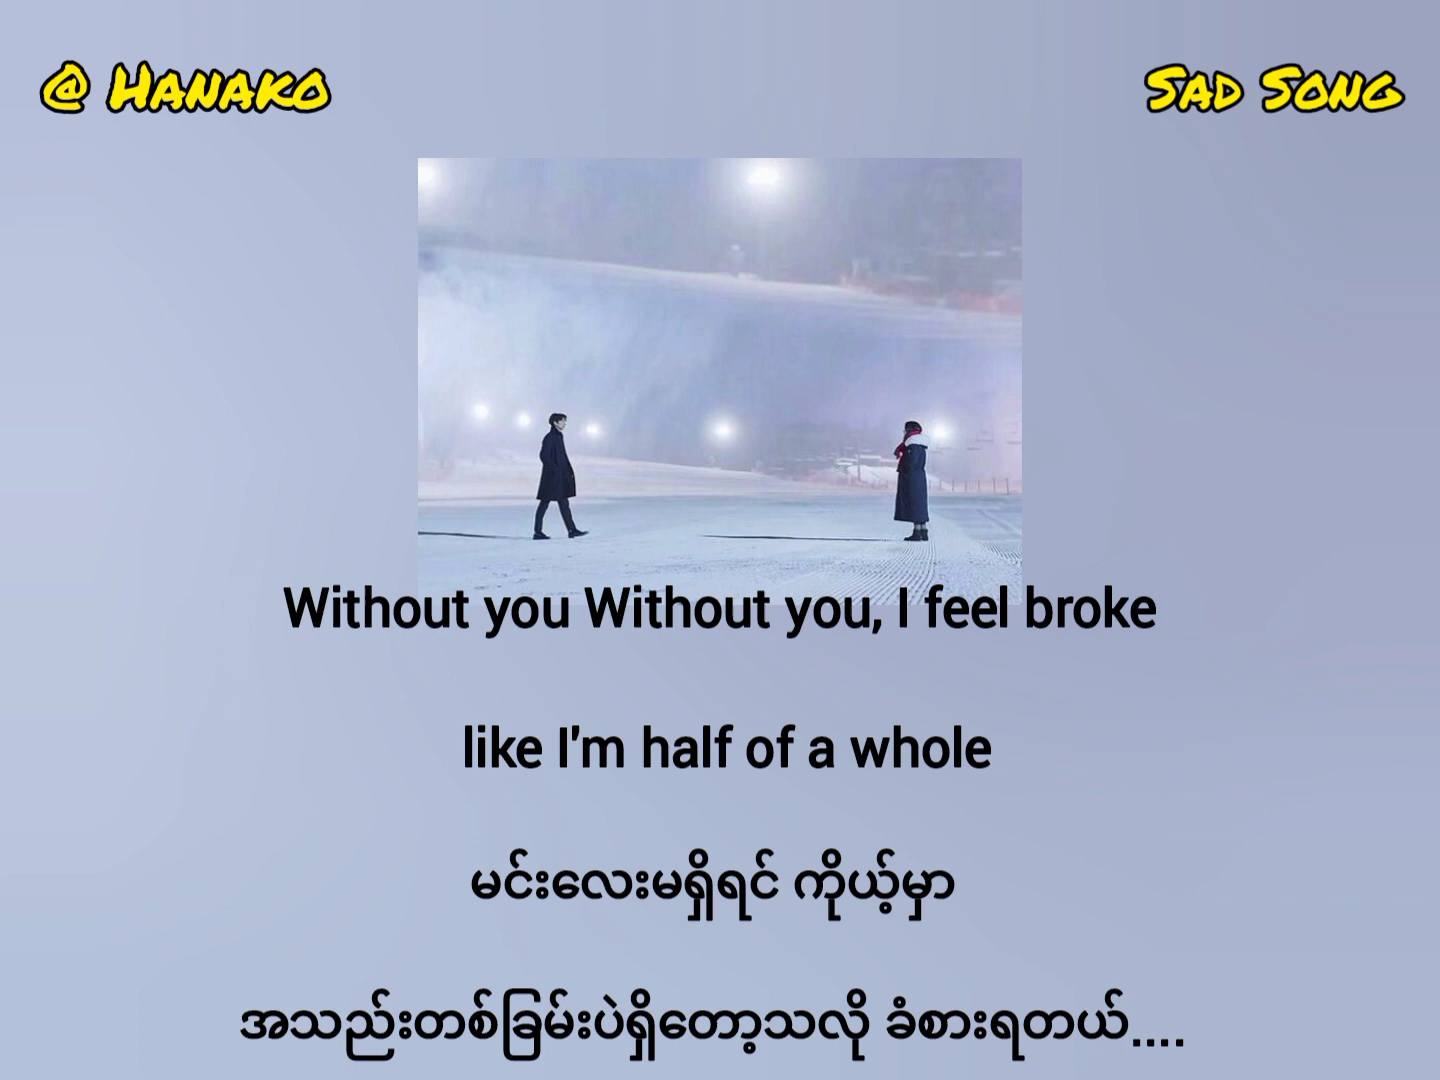 @ Hanako
Sad Song
Without you Without you, I feel broke
like I'm half of a whole
မင်းလေးမရှိရင် ကိုယ့်မှာ
အသည်းတစ်ခြမ်းပဲရှိတော့သလို ခံစားရတယ်....